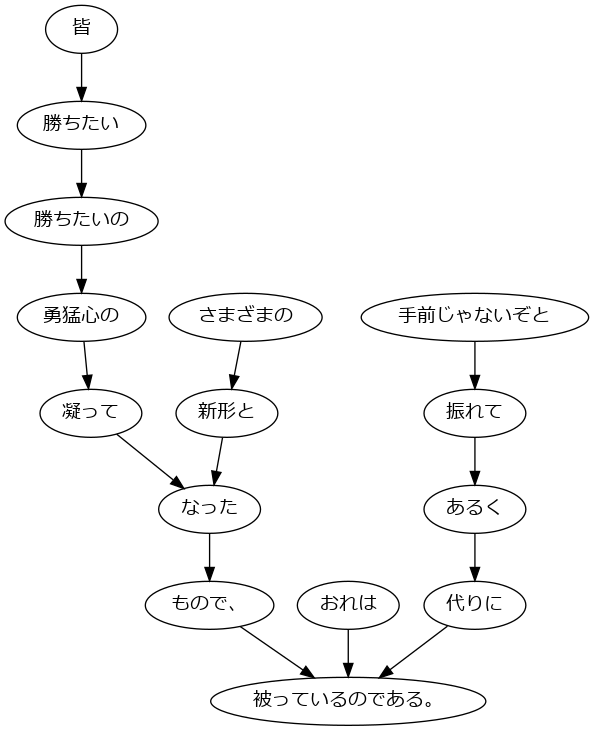 皆
勝ちたい
勝ちたいの
勇猛心の
さまざまの
手前じゃないぞと
凝って
新形と
振れて
なった
あるく
もので、
おれは
代りに
被っているのである。